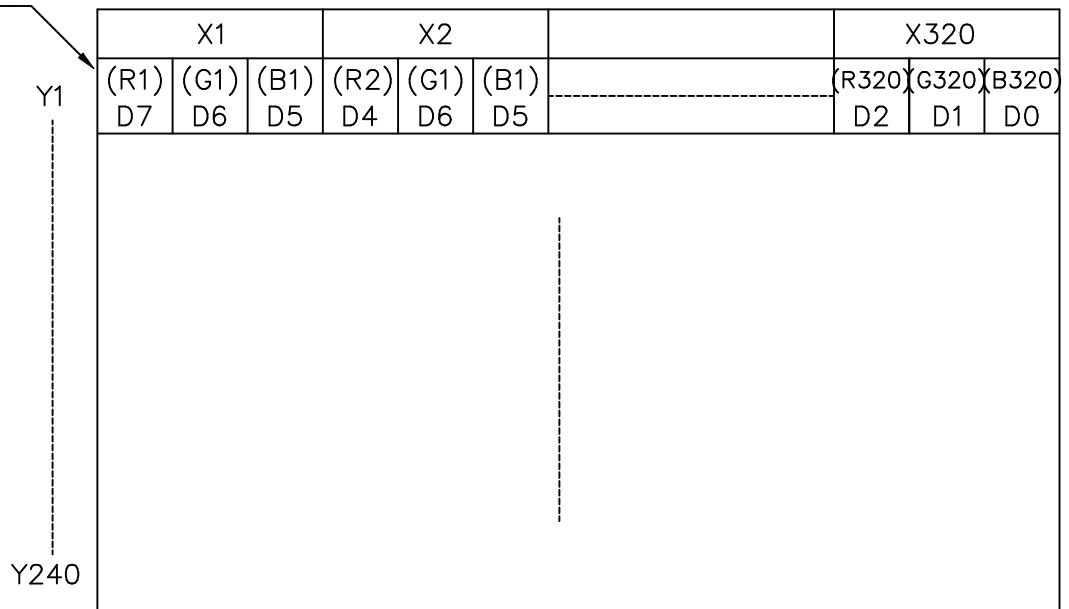 X1 X2 X320
Y1 (R1) (G1) (B1) (R2) (G1) (B1) (R320) (G320) (B320)
D7 D6 D5 D4 D6 D5 D2 D1 D0
Y240